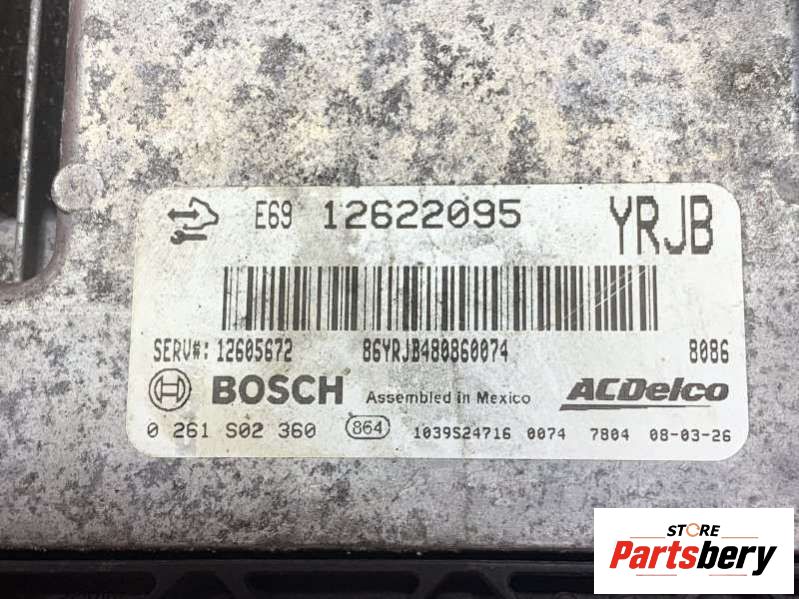 E69 12622095 YRJB
SERV#: 12605672 86YRJB480860074 8086
BOSCH Assembled in Mexico ACDelco
0 261 S02 360 864 1039S24716 0074 7804 08-03-26
STORE
Partsbery